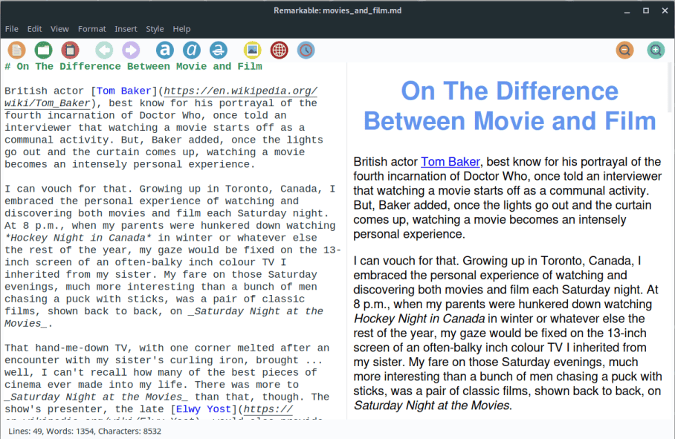 Remarkable: movies_and_film.md
File Edit View Format Insert Style Help
# On The Difference Between Movie and Film
British actor [Tom Baker](https://en.wikipedia.org/
wiki/Tom_Baker), best know for his portrayal of the
fourth incarnation of Doctor Who, once told an
interviewer that watching a movie starts off as a
communal activity. But, Baker added, once the lights
go out and the curtain comes up, watching a movie
becomes an intensely personal experience.
I can vouch for that. Growing up in Toronto, Canada, I
embraced the personal experience of watching and
discovering both movies and film each Saturday night.
At 8 p.m., when my parents were hunkered down watching
*Hockey Night in Canada* in winter or whatever else
the rest of the year, my gaze would be fixed on the 13-
inch screen of an often-balky inch colour TV I
inherited from my sister. My fare on those Saturday
evenings, much more interesting than a bunch of men
chasing a puck with sticks, was a pair of classic
films, shown back to back, on _Saturday Night at the
Movies_.
That hand-me-down TV, with one corner melted after an
encounter with my sister's curling iron, brought ...
well, I can't recall how many of the best pieces of
cinema ever made into my life. There was more to
_Saturday Night at the Movies_ than that, though. The
show's presenter, the late [Elwy Yost](https://
On The Difference
Between Movie and Film
British actor Tom Baker, best know for his portrayal of the
fourth incarnation of Doctor Who, once told an interviewer
that watching a movie starts off as a communal activity.
But, Baker added, once the lights go out and the curtain
comes up, watching a movie becomes an intensely
personal experience.
I can vouch for that. Growing up in Toronto, Canada, I
embraced the personal experience of watching and
discovering both movies and film each Saturday night. At
8 p.m., when my parents were hunkered down watching
Hockey Night in Canada in winter or whatever else the
rest of the year, my gaze would be fixed on the 13-inch
screen of an often-balky inch colour TV I inherited from
my sister. My fare on those Saturday evenings, much
more interesting than a bunch of men chasing a puck with
sticks, was a pair of classic films, shown back to back, on
Saturday Night at the Movies.
Lines: 49, Words: 1354, Characters: 8532